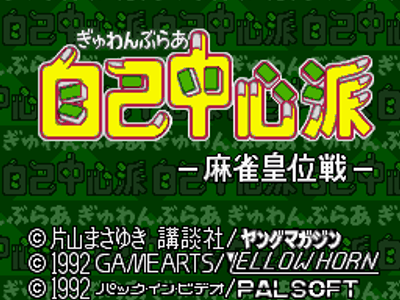 ぎゅわんぶらあ
自己中心派
－麻雀皇位戦－
©片山まさゆき 講談社/ヤングマガジン
©1992 GAMEARTS/YELLOW HORN
©1992 パックインビデオ/PALSOFT